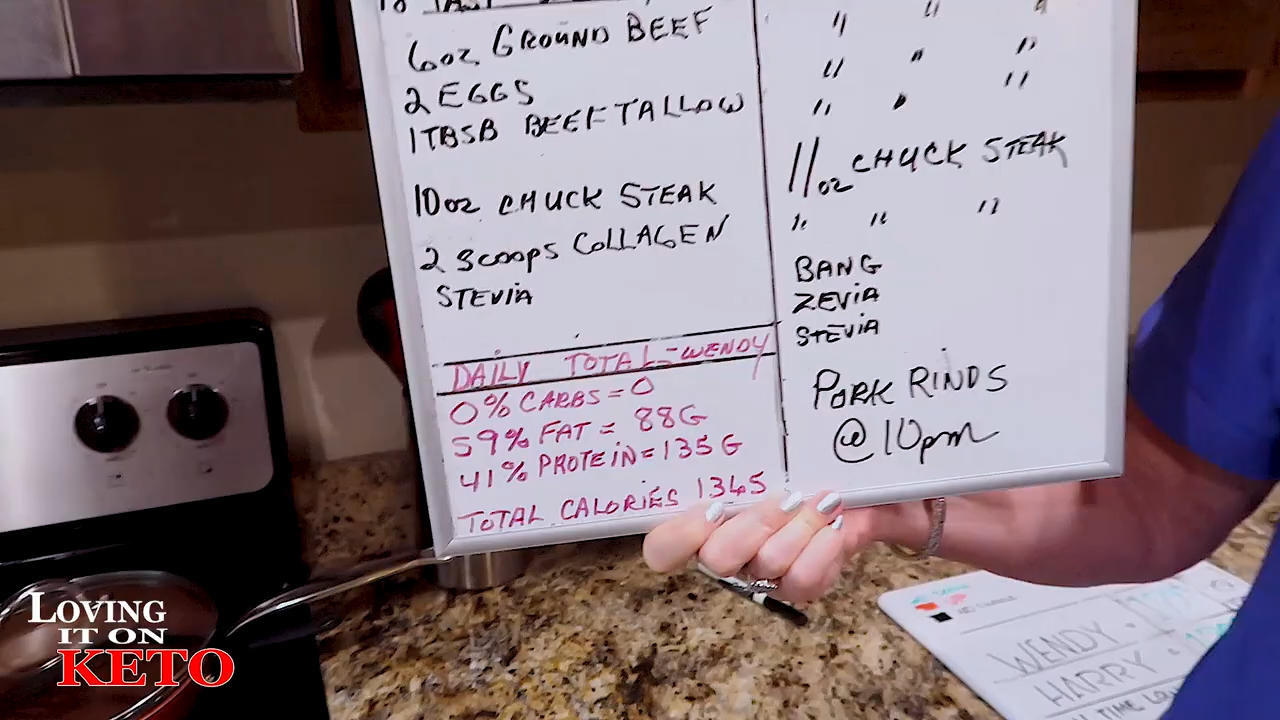 6oz GROUND BEEF
2 EGGS
1TBSB BEEF TALLOW
10oz CHUCK STEAK
2 scoops COLLAGEN
STEVIA
DAILY TOTAL-WENDY
0% CARBS = 0
59% FAT = 88G
41% PROTEIN = 135G
TOTAL CALORIES 1365
" " "
" " "
" " "
11oz CHUCK STEAK
" " "
BANG
ZEVIA
STEVIA
PORK RINDS
@ 10pm
WENDY
HARRY
LOVING
IT ON
KETO